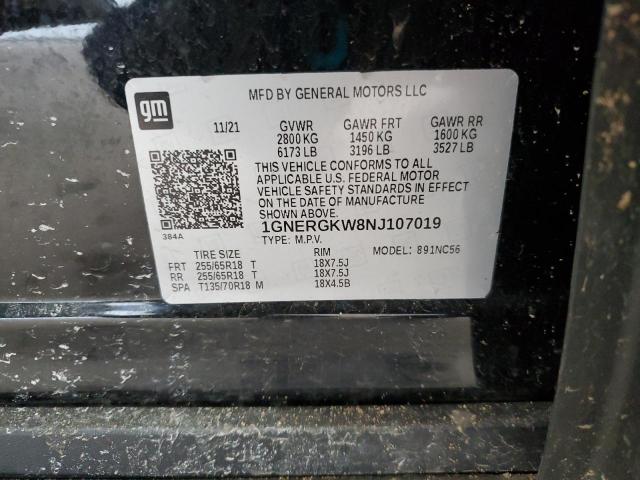 MFD BY GENERAL MOTORS LLC
gm
11/21 GVWR GAWR FRT GAWR RR
2800 KG 1450 KG 1600 KG
6173 LB 3196 LB 3527 LB
THIS VEHICLE CONFORMS TO ALL
APPLICABLE U.S. FEDERAL MOTOR
VEHICLE SAFETY STANDARDS IN EFFECT
ON THE DATE OF MANUFACTURE
SHOWN ABOVE.
384A
1GNERGKW8NJ107019
TYPE: M.P.V. MODEL: 891NC56
TIRE SIZE RIM
FRT 255/65R18 T 18X7.5J
RR 255/65R18 T 18X7.5J
SPA T135/70R18 M 18X4.5B